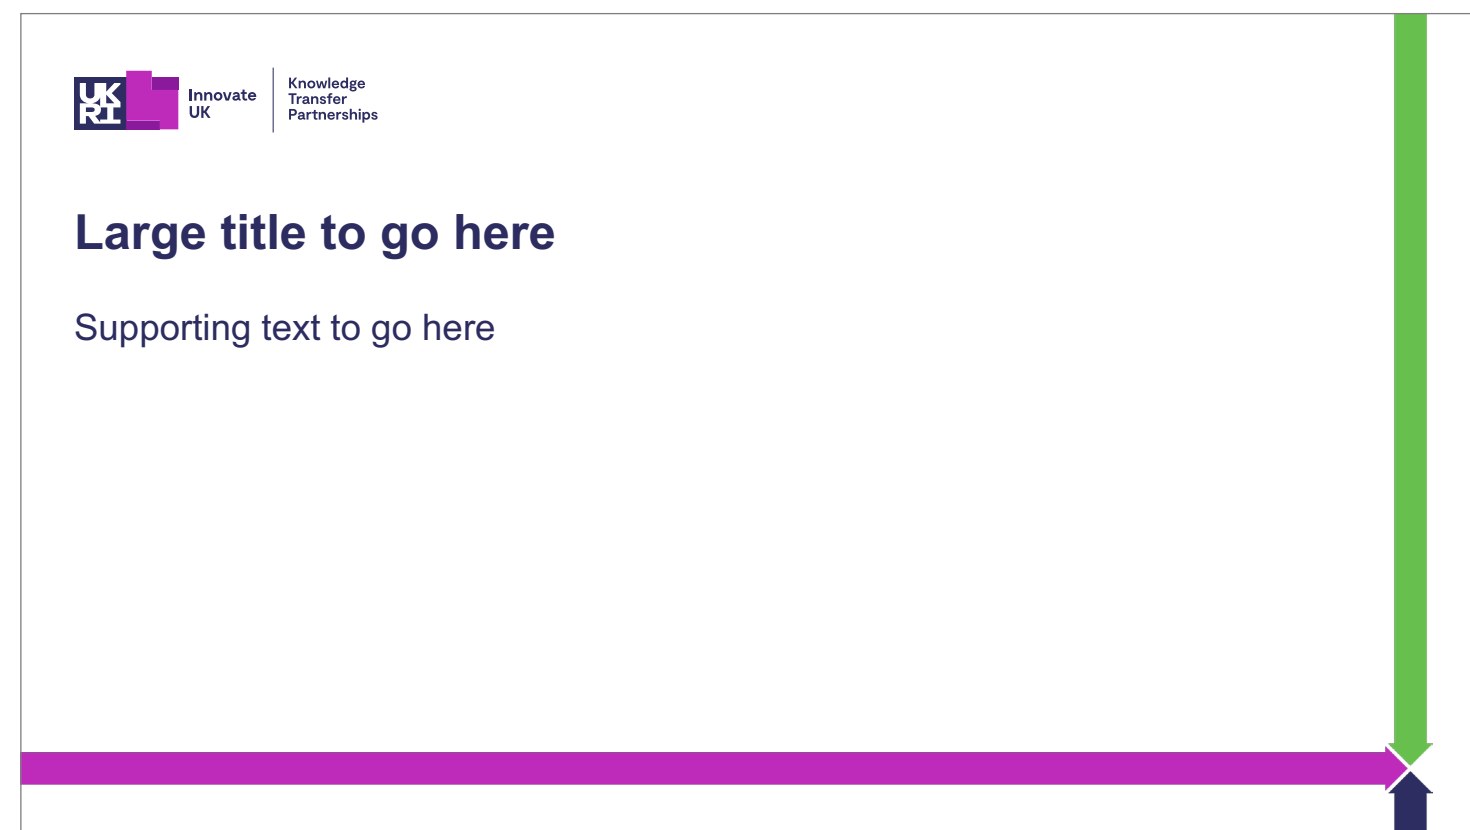 UK
RI
Innovate
UK
Knowledge
Transfer
Partnerships
Large title to go here
Supporting text to go here